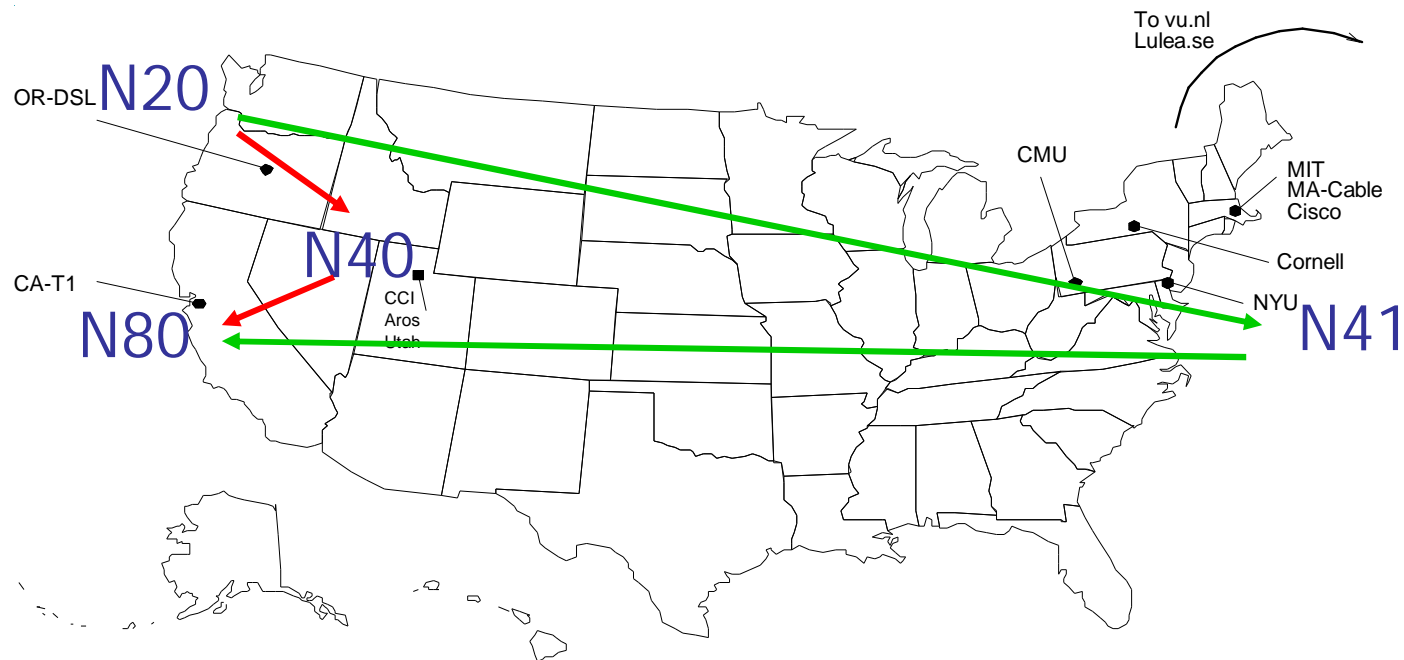 To vu.nl
Lulea.se
OR-DSL
N20
CMU
MIT
MA-Cable
Cisco
N40
Cornell
CA-T1
CCI
Aros
Utah
NYU
N80
N41